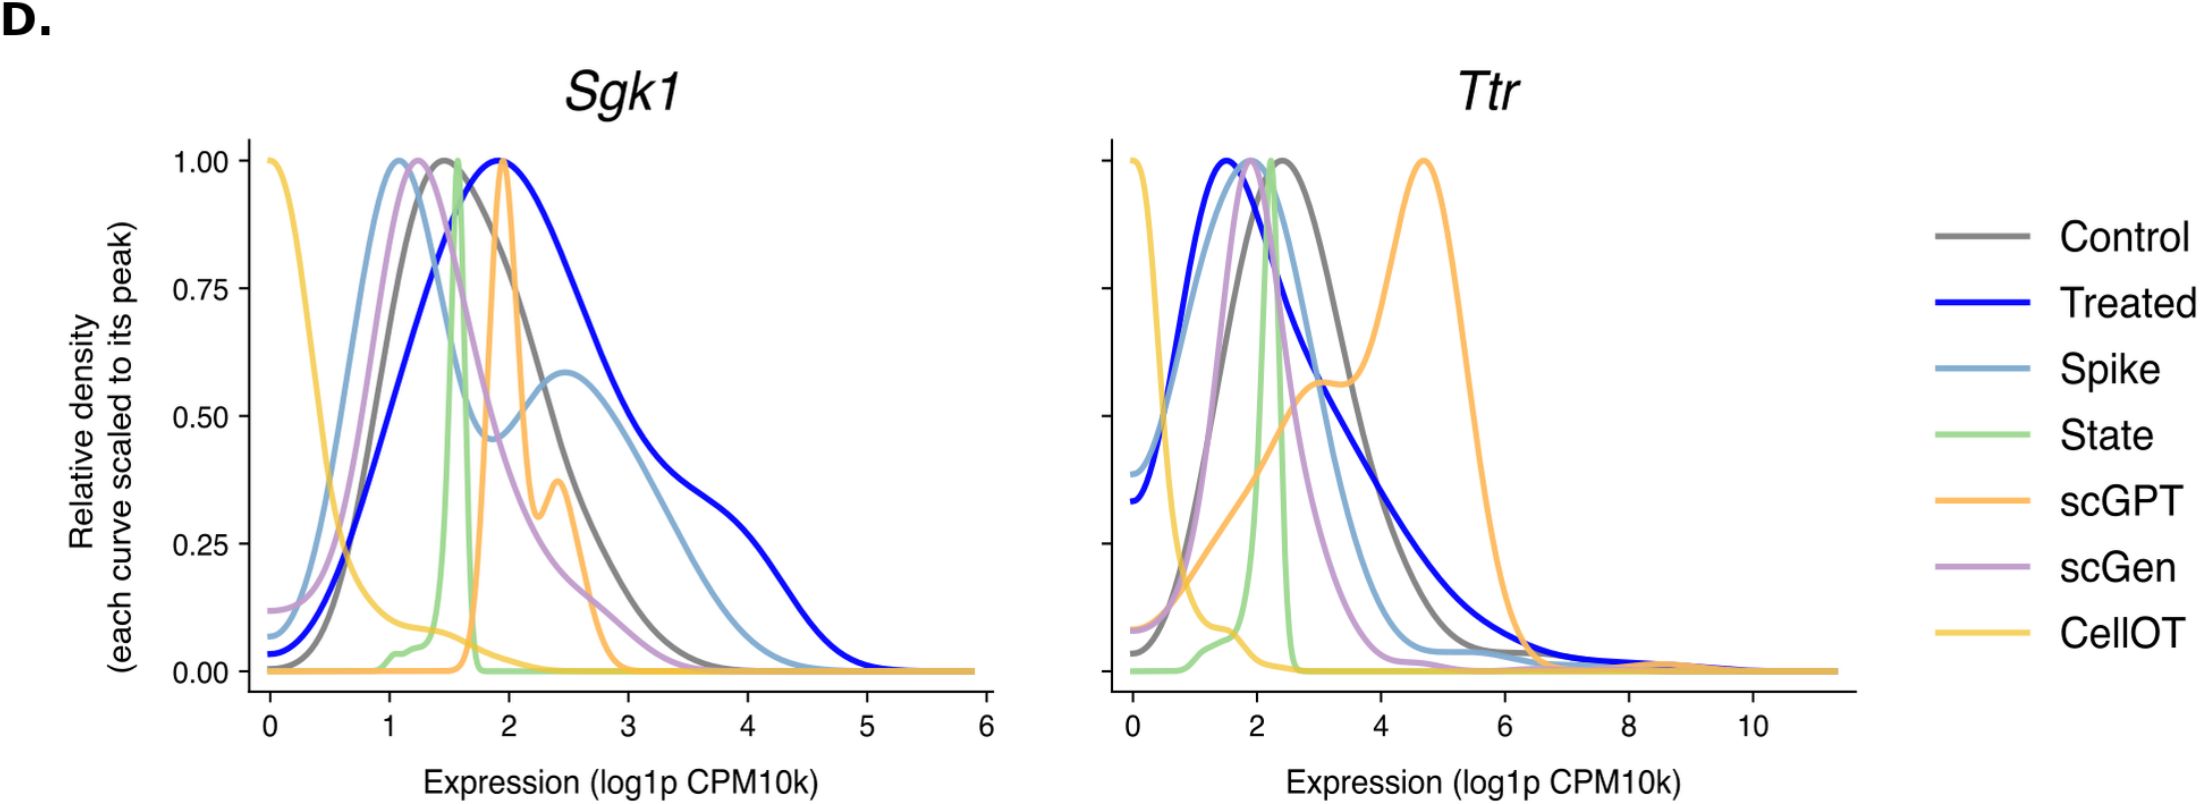 D.
Sgk1
Ttr
Relative density
(each curve scaled to its peak)
1.00
0.75
0.50
0.25
0.00
0 1 2 3 4 5 6
0 2 4 6 8 10
Expression (log1p CPM10k)
Expression (log1p CPM10k)
Control
Treated
Spike
State
scGPT
scGen
CellOT